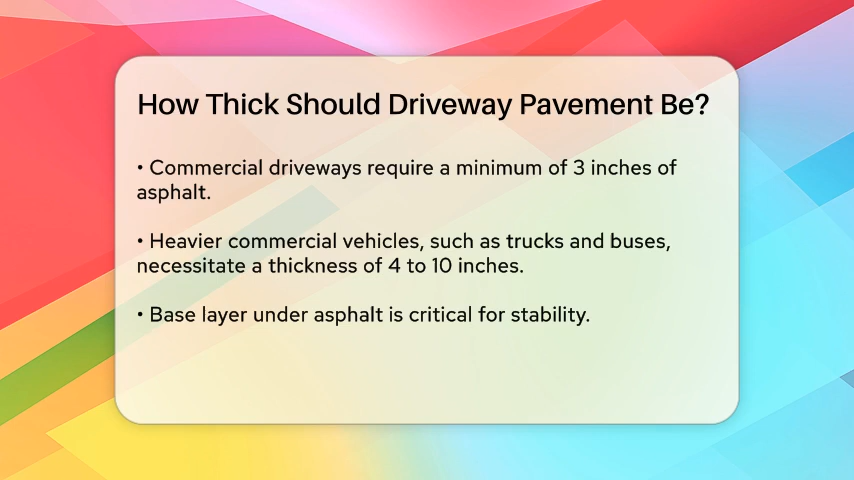 How Thick Should Driveway Pavement Be?
• Commercial driveways require a minimum of 3 inches of
asphalt.
• Heavier commercial vehicles, such as trucks and buses,
necessitate a thickness of 4 to 10 inches.
• Base layer under asphalt is critical for stability.